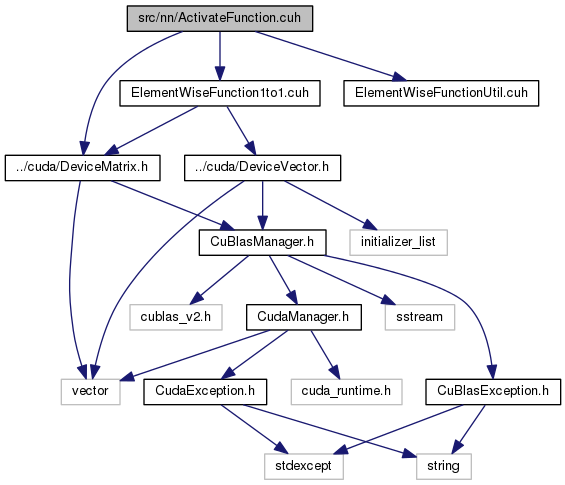 src/nn/ActivateFunction.cuh
ElementWiseFunction1to1.cuh
ElementWiseFunctionUtil.cuh
../cuda/DeviceMatrix.h
../cuda/DeviceVector.h
CuBlasManager.h
initializer_list
cublas_v2.h
CudaManager.h
sstream
vector
CudaException.h
cuda_runtime.h
CuBlasException.h
stdexcept
string